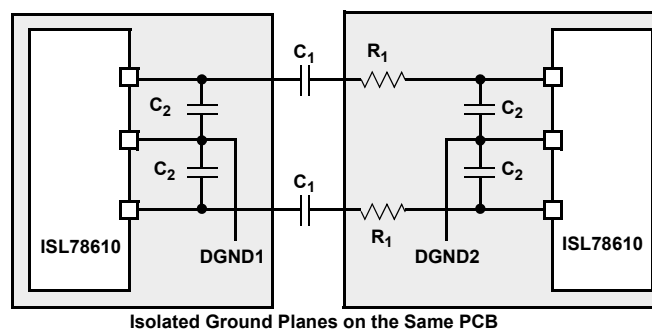 C1
R1
C2
C2
C2
C2
C1
R1
ISL78610
DGND1
DGND2
ISL78610
Isolated Ground Planes on the Same PCB